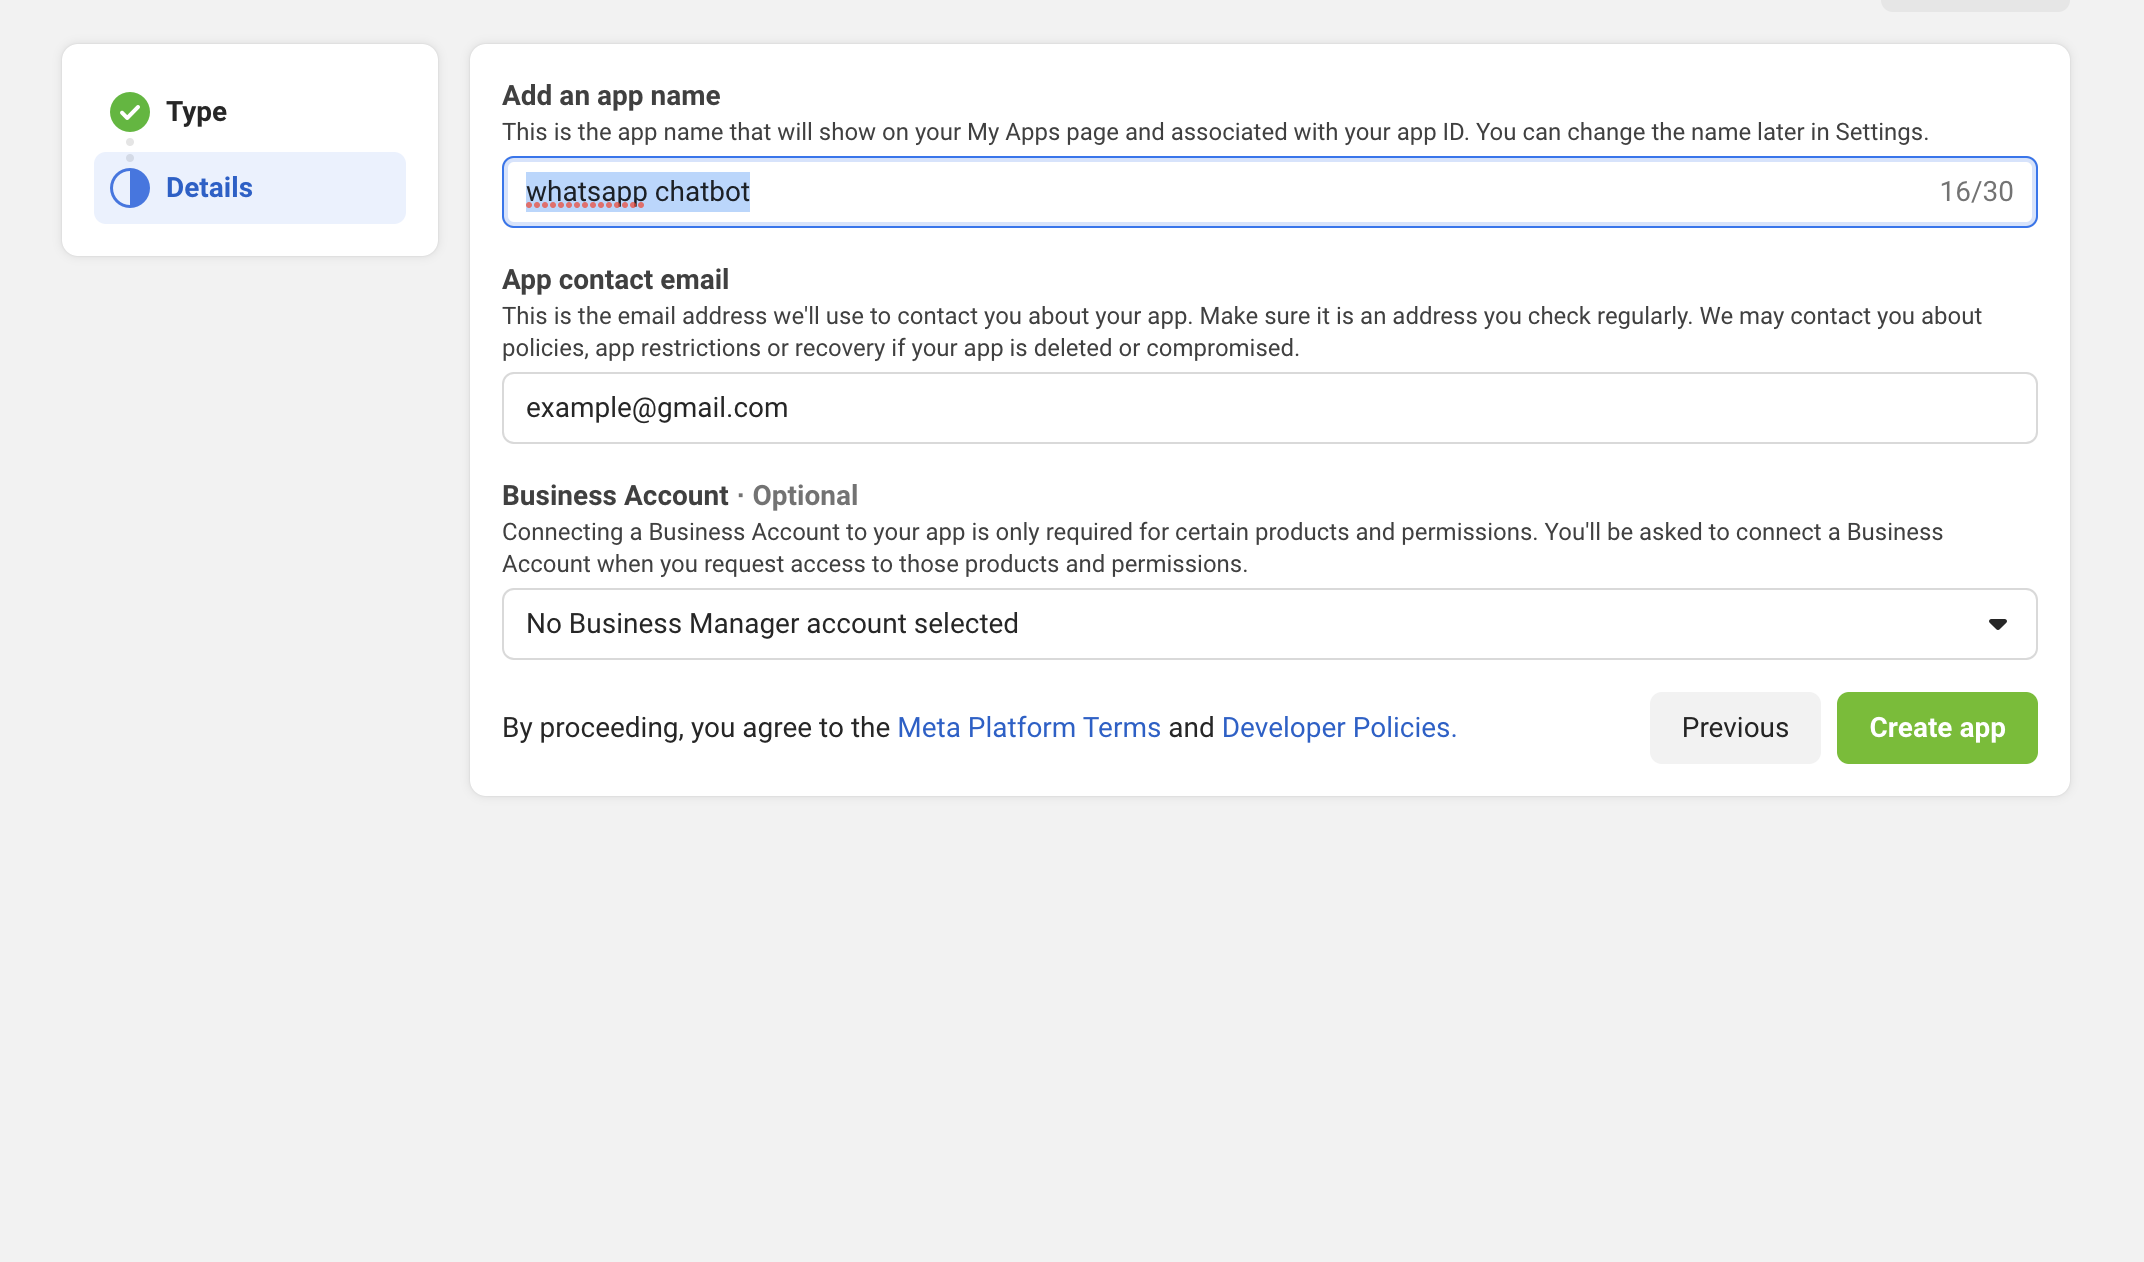 Type
Details
Add an app name
This is the app name that will show on your My Apps page and associated with your app ID. You can change the name later in Settings.
whatsapp chatbot
16/30
App contact email
This is the email address we'll use to contact you about your app. Make sure it is an address you check regularly. We may contact you about
policies, app restrictions or recovery if your app is deleted or compromised.
example@gmail.com
Business Account · Optional
Connecting a Business Account to your app is only required for certain products and permissions. You'll be asked to connect a Business
Account when you request access to those products and permissions.
No Business Manager account selected
By proceeding, you agree to the Meta Platform Terms and Developer Policies.
Previous
Create app